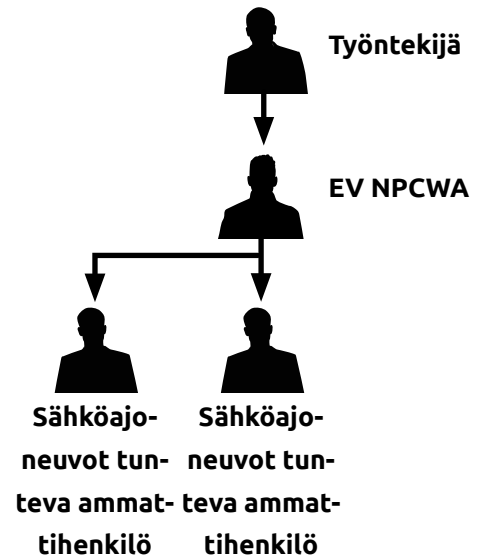 Työntekijä
EV NPCWA
Sähköajo-
neuvot tun-
teva ammat-
tihenkilö
Sähköajo-
neuvot tun-
teva ammat-
tihenkilö